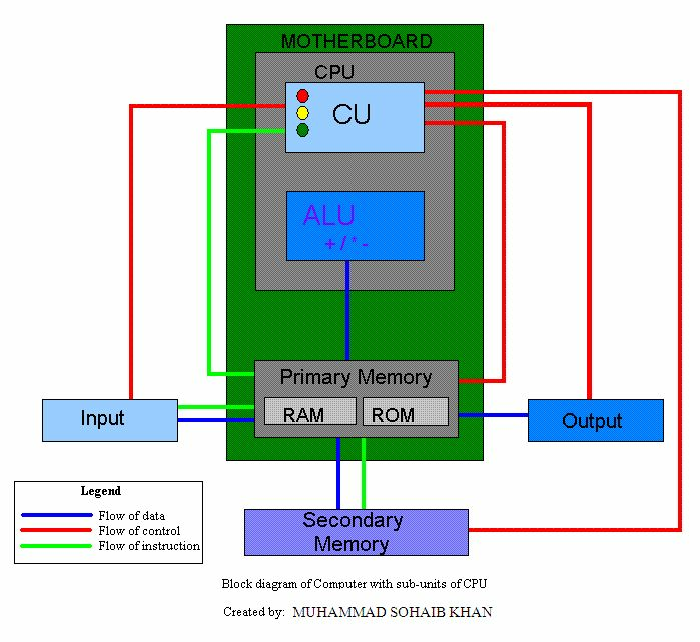 MOTHERBOARD
CPU
CU
ALU
+ / * -
Primary Memory
RAM
ROM
Input
Output
Secondary
Memory
Legend
Flow of data
Flow of control
Flow of instruction
Block diagram of Computer with sub-units of CPU
Created by: MUHAMMAD SOHAIB KHAN